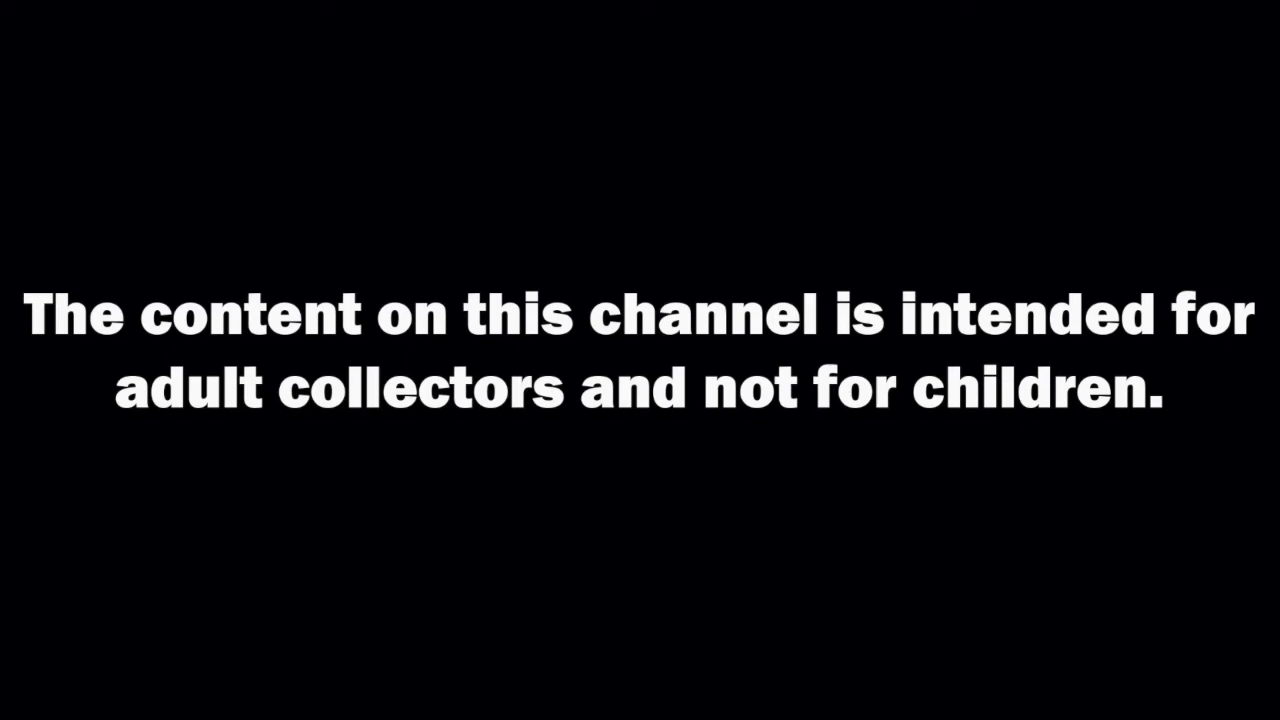 The content on this channel is intended for
adult collectors and not for children.